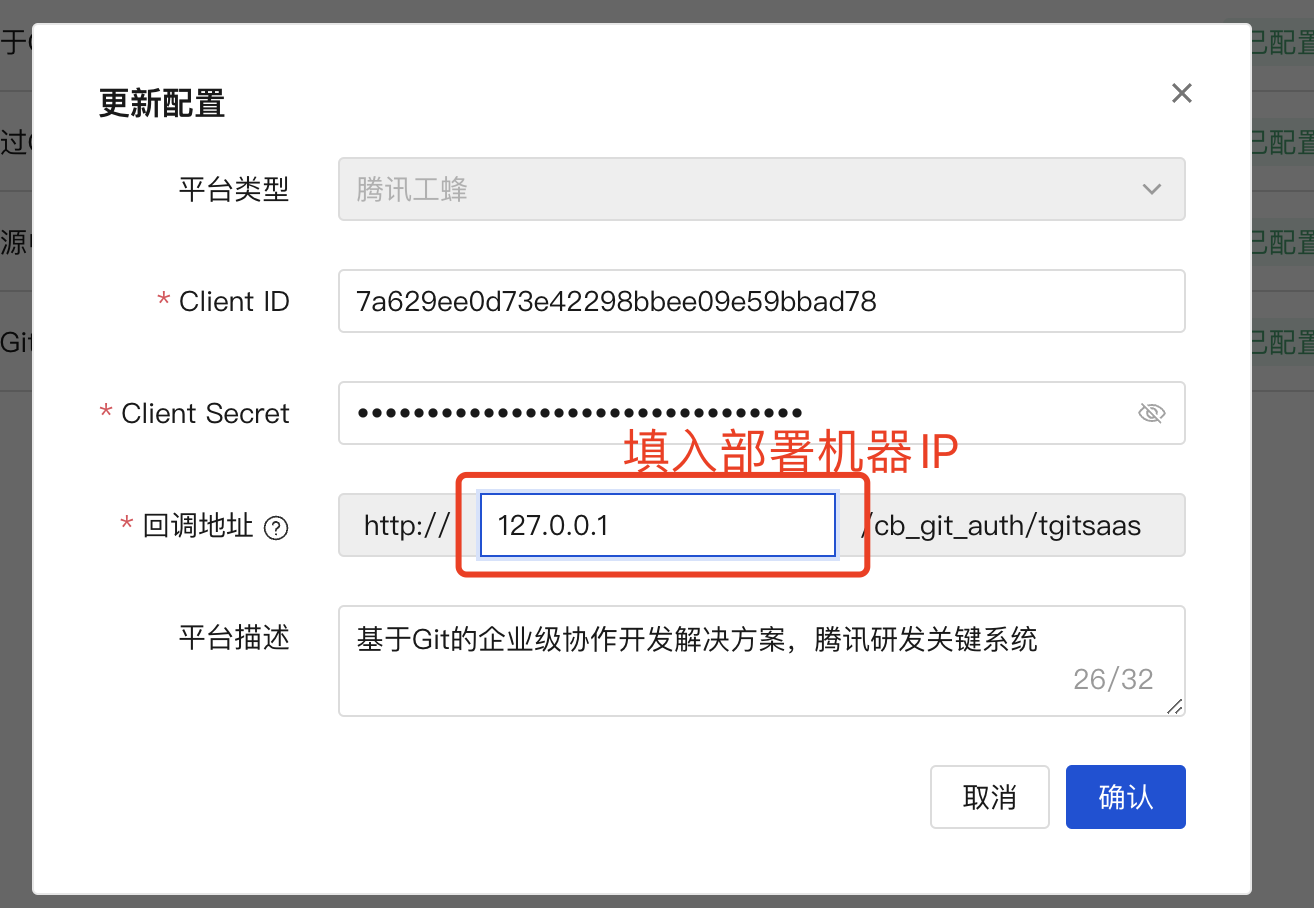 更新配置
平台类型 腾讯工蜂
* Client ID 7a629ee0d73e42298bbee09e59bbad78
* Client Secret ••••••••••••••••••••••••••••••••
填入部署机器IP
* 回调地址 ? http:// 127.0.0.1 /cb_git_auth/tgitsaas
平台描述 基于Git的企业级协作开发解决方案，腾讯研发关键系统
26/32
取消 确认
于
已配置
过
已配置
源
已配置
Git
已配置